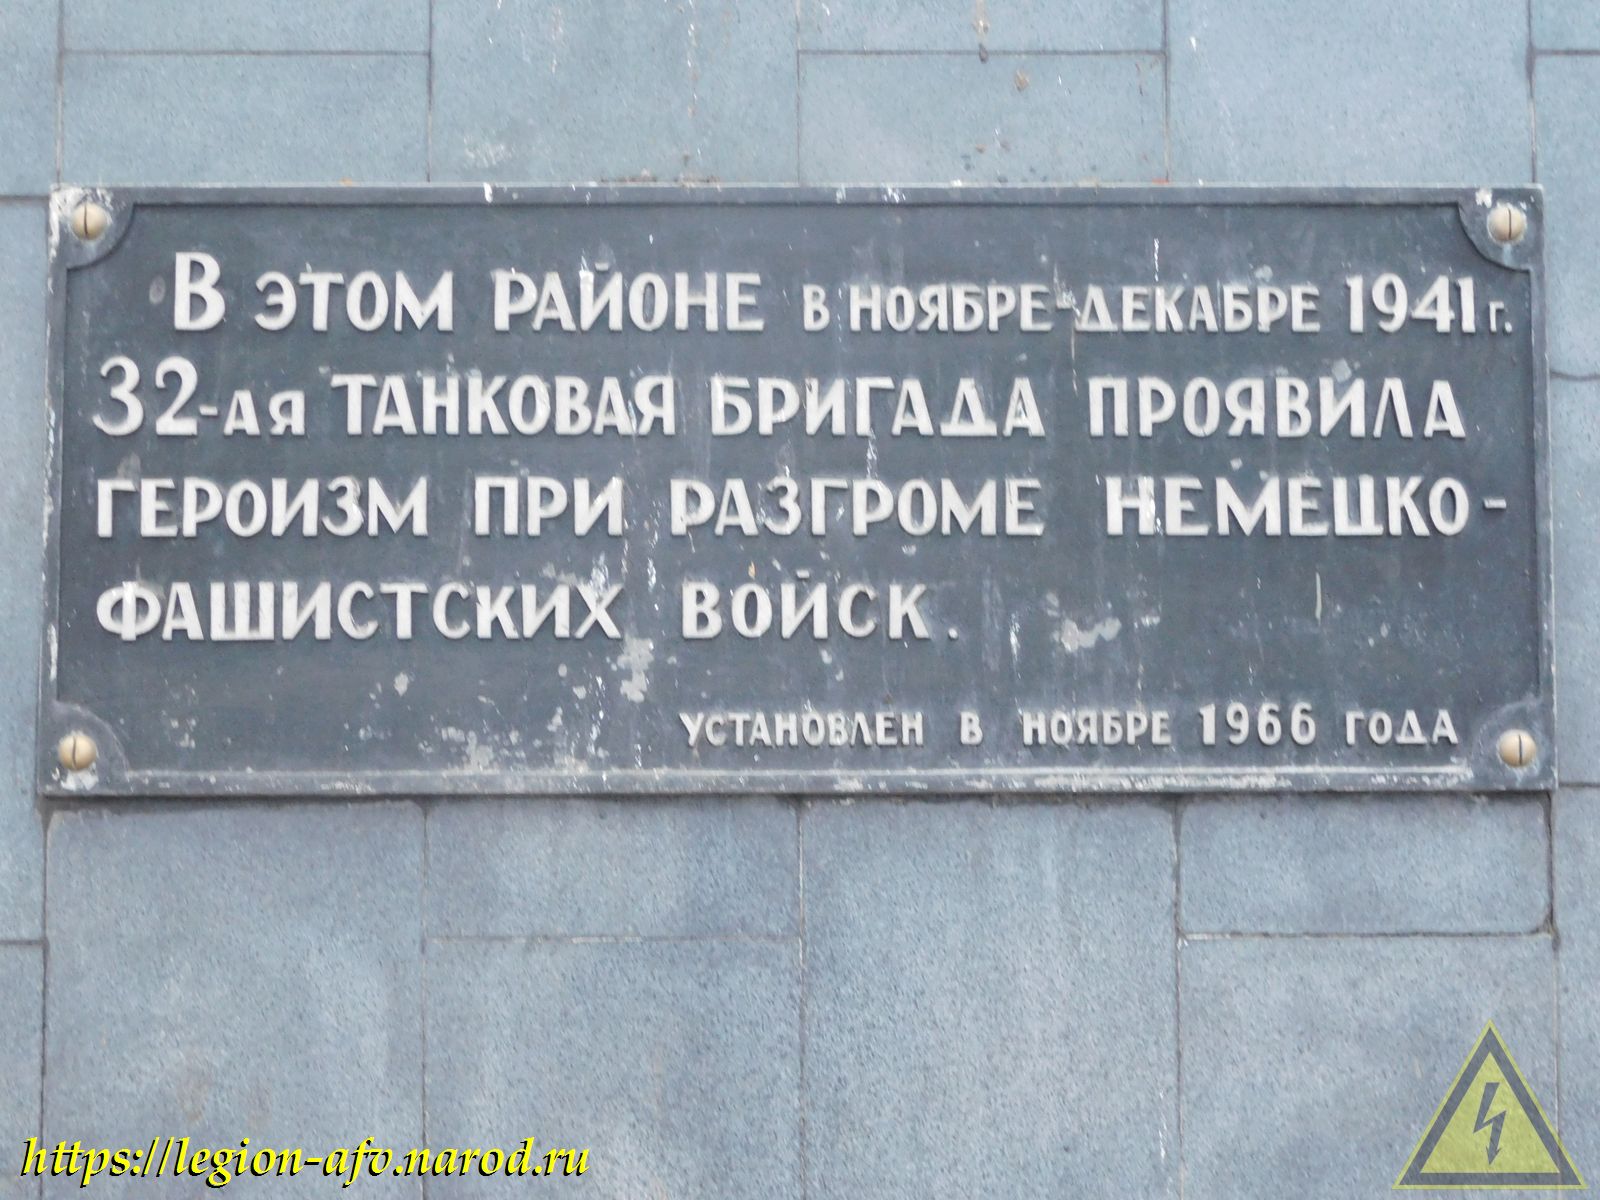 В ЭТОМ РАЙОНЕ В НОЯБРЕ-ДЕКАБРЕ 1941 г.
32-АЯ ТАНКОВАЯ БРИГАДА ПРОЯВИЛА
ГЕРОИЗМ ПРИ РАЗГРОМЕ НЕМЕЦКО-
ФАШИСТСКИХ ВОЙСК.
УСТАНОВЛЕН В НОЯБРЕ 1966 ГОДА
https://legion-afv.narod.ru